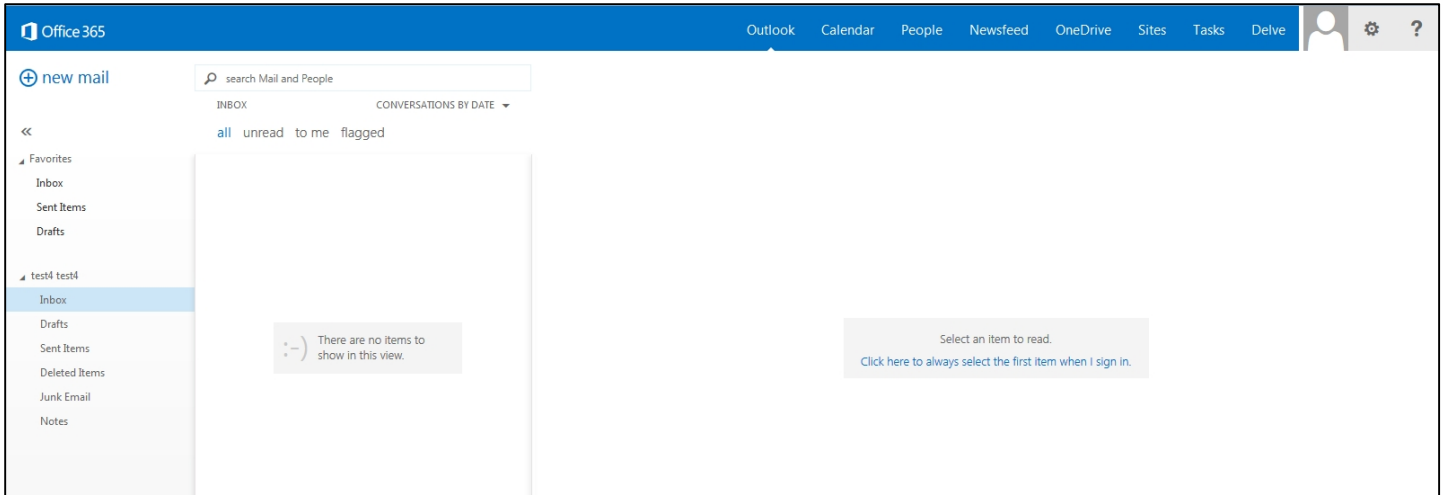 Office 365
Outlook Calendar People Newsfeed OneDrive Sites Tasks Delve ?
new mail
search Mail and People
INBOX CONVERSATIONS BY DATE
all unread to me flagged
Favorites
Inbox
Sent Items
Drafts
test4 test4
Inbox
Drafts
Sent Items
Deleted Items
Junk Email
Notes
:-)
There are no items to
show in this view.
Select an item to read.
Click here to always select the first item when I sign in.